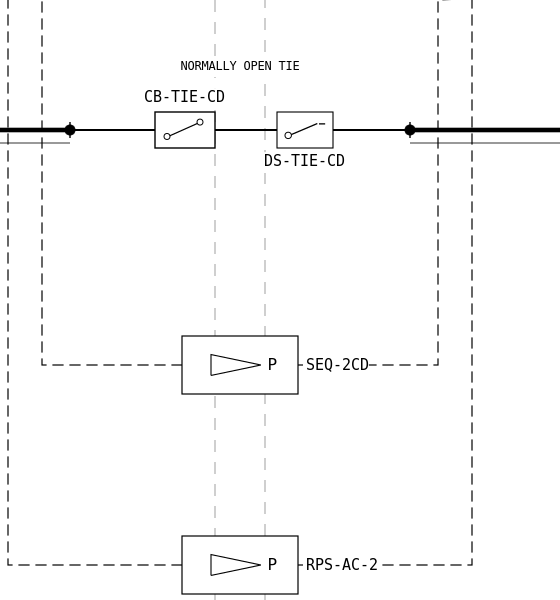 NORMALLY OPEN TIE
CB-TIE-CD
DS-TIE-CD
P SEQ-2CD
P RPS-AC-2